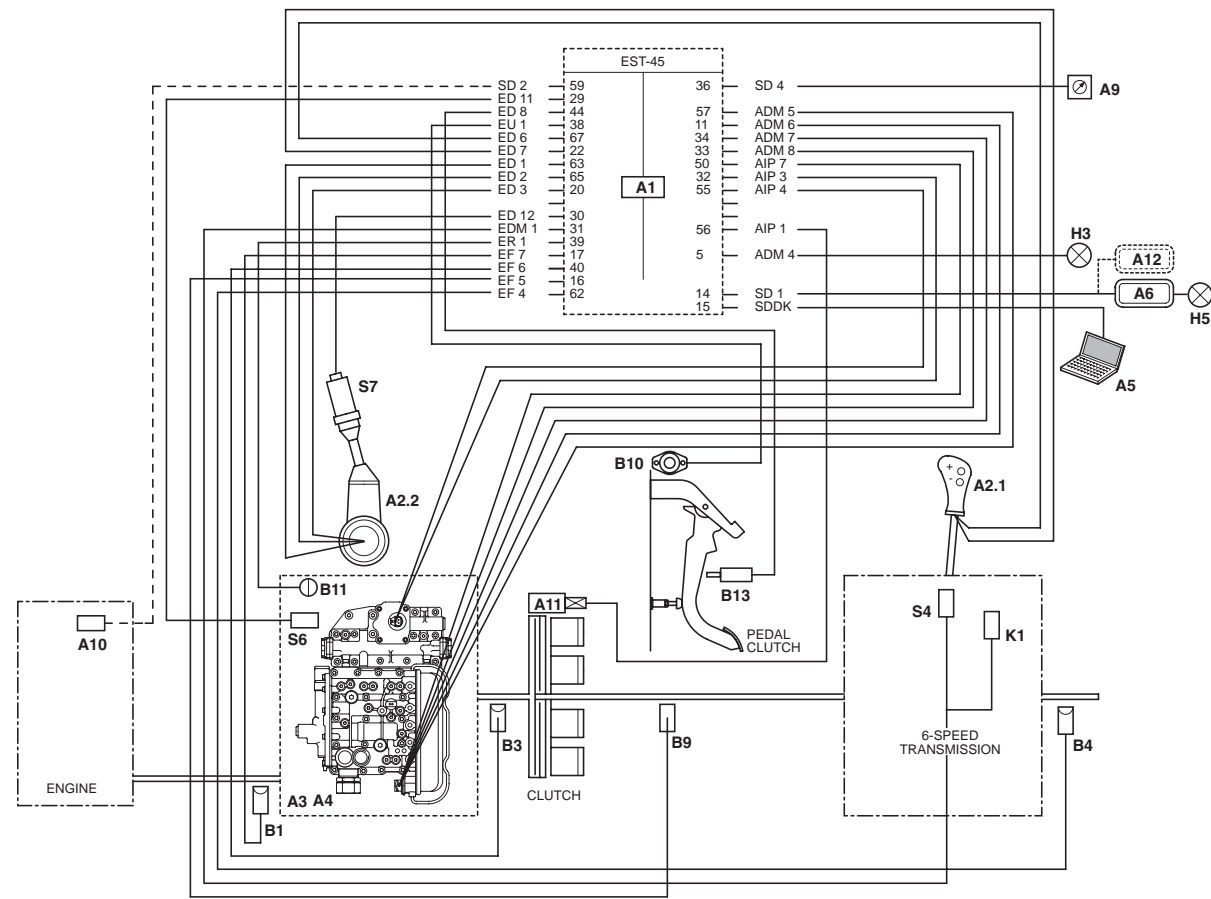 EST-45
SD 2 59 36 SD 4
A9
ED 11 29
ED 8 44 57 ADM 5
EU 1 38 11 ADM 6
ED 6 67 34 ADM 7
ED 7 22 33 ADM 8
ED 1 63 50 AIP 7
ED 2 65 A1 32 AIP 3
ED 3 20 55 AIP 4
ED 12 30
EDM 1 31 56 AIP 1
H3
ER 1 39
EF 7 17 5 ADM 4
A12
EF 6 40
EF 5 16
EF 4 62 14 SD 1
A6
15 SDDK
H5
A5
S7
B10
A2.2
A2.1
B11
B13
A11
S4
S6
K1
A10
PEDAL
CLUTCH
B3
B9
6-SPEED
TRANSMISSION
B4
ENGINE
CLUTCH
A3 A4
B1